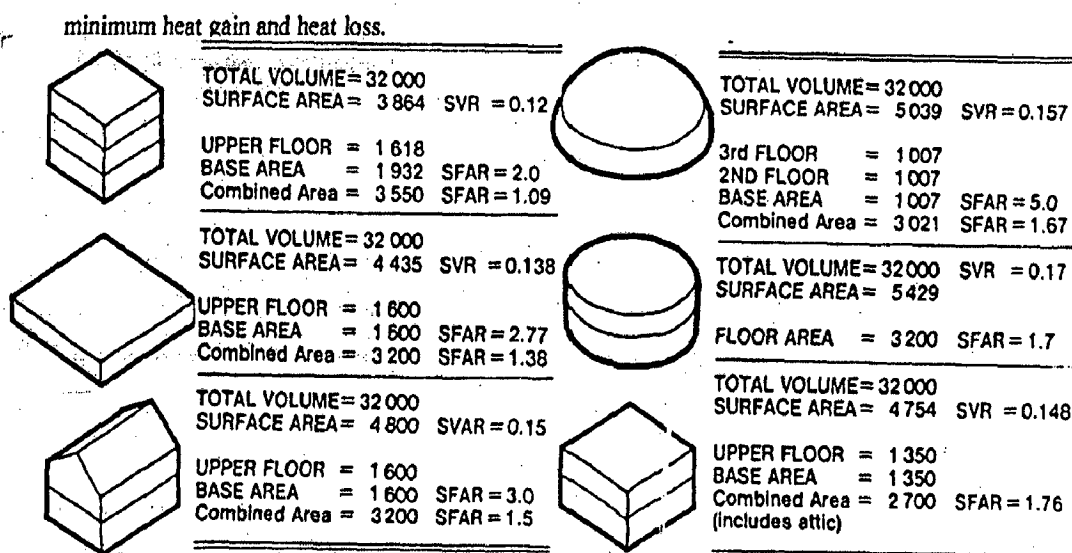 minimum heat gain and heat loss.
TOTAL VOLUME= 32 000
SURFACE AREA= 3 864 SVR =0.12
UPPER FLOOR = 1 618
BASE AREA = 1 932 SFAR = 2.0
Combined Area = 3 550 SFAR = 1.09
TOTAL VOLUME= 32 000
SURFACE AREA= 4 435 SVR =0.138
UPPER FLOOR = 1 600
BASE AREA = 1 600 SFAR = 2.77
Combined Area = 3 200 SFAR = 1.38
TOTAL VOLUME= 32 000
SURFACE AREA= 4 800 SVAR = 0.15
UPPER FLOOR = 1 600
BASE AREA = 1 600 SFAR = 3.0
Combined Area = 3200 SFAR = 1.5
TOTAL VOLUME= 32 000
SURFACE AREA= 5 039 SVR = 0.157
3rd FLOOR = 1 007
2ND FLOOR = 1 007
BASE AREA = 1 007 SFAR = 5.0
Combined Area = 3 021 SFAR = 1.67
TOTAL VOLUME= 32 000 SVR = 0.17
SURFACE AREA= 5 429
FLOOR AREA = 3 200 SFAR = 1.7
TOTAL VOLUME= 32 000
SURFACE AREA= 4 754 SVR =0.148
UPPER FLOOR = 1 350
BASE AREA = 1 350
Combined Area = 2 700 SFAR = 1.76
(includes attic)